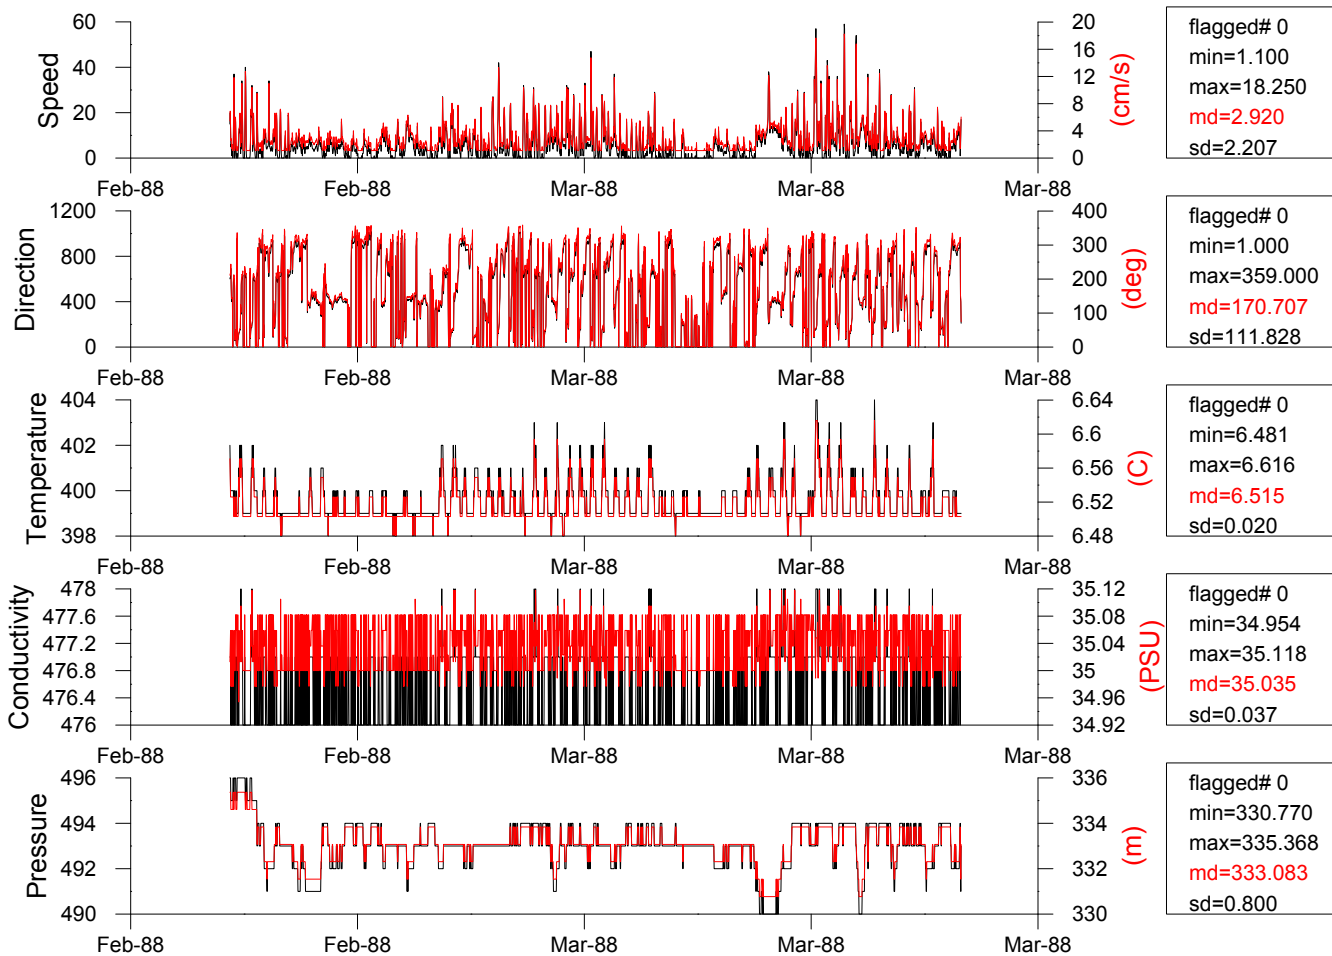 Speed
60
40
20
0
20
16
12
8
4
0
(cm/s)
Feb-88 Feb-88 Mar-88 Mar-88 Mar-88
flagged# 0
min=1.100
max=18.250
md=2.920
sd=2.207
Direction
1200
800
400
0
400
300
200
100
0
(deg)
Feb-88 Feb-88 Mar-88 Mar-88 Mar-88
flagged# 0
min=1.000
max=359.000
md=170.707
sd=111.828
Temperature
404
402
400
398
6.64
6.6
6.56
6.52
6.48
(C)
Feb-88 Feb-88 Mar-88 Mar-88 Mar-88
flagged# 0
min=6.481
max=6.616
md=6.515
sd=0.020
Conductivity
478
477.6
477.2
476.8
476.4
476
35.12
35.08
35.04
35
34.96
34.92
(PSU)
Feb-88 Feb-88 Mar-88 Mar-88 Mar-88
flagged# 0
min=34.954
max=35.118
md=35.035
sd=0.037
Pressure
496
494
492
490
336
334
332
330
(m)
Feb-88 Feb-88 Mar-88 Mar-88 Mar-88
flagged# 0
min=330.770
max=335.368
md=333.083
sd=0.800